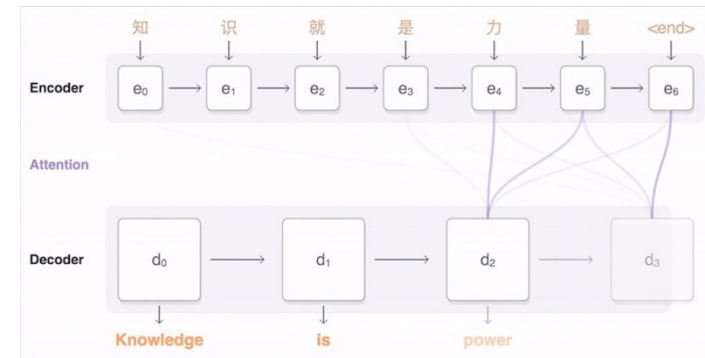 知 识 就 是 力 量 <end>
Encoder e₀ e₁ e₂ e₃ e₄ e₅ e₆
Attention
Decoder d₀ d₁ d₂ d₃
Knowledge is power